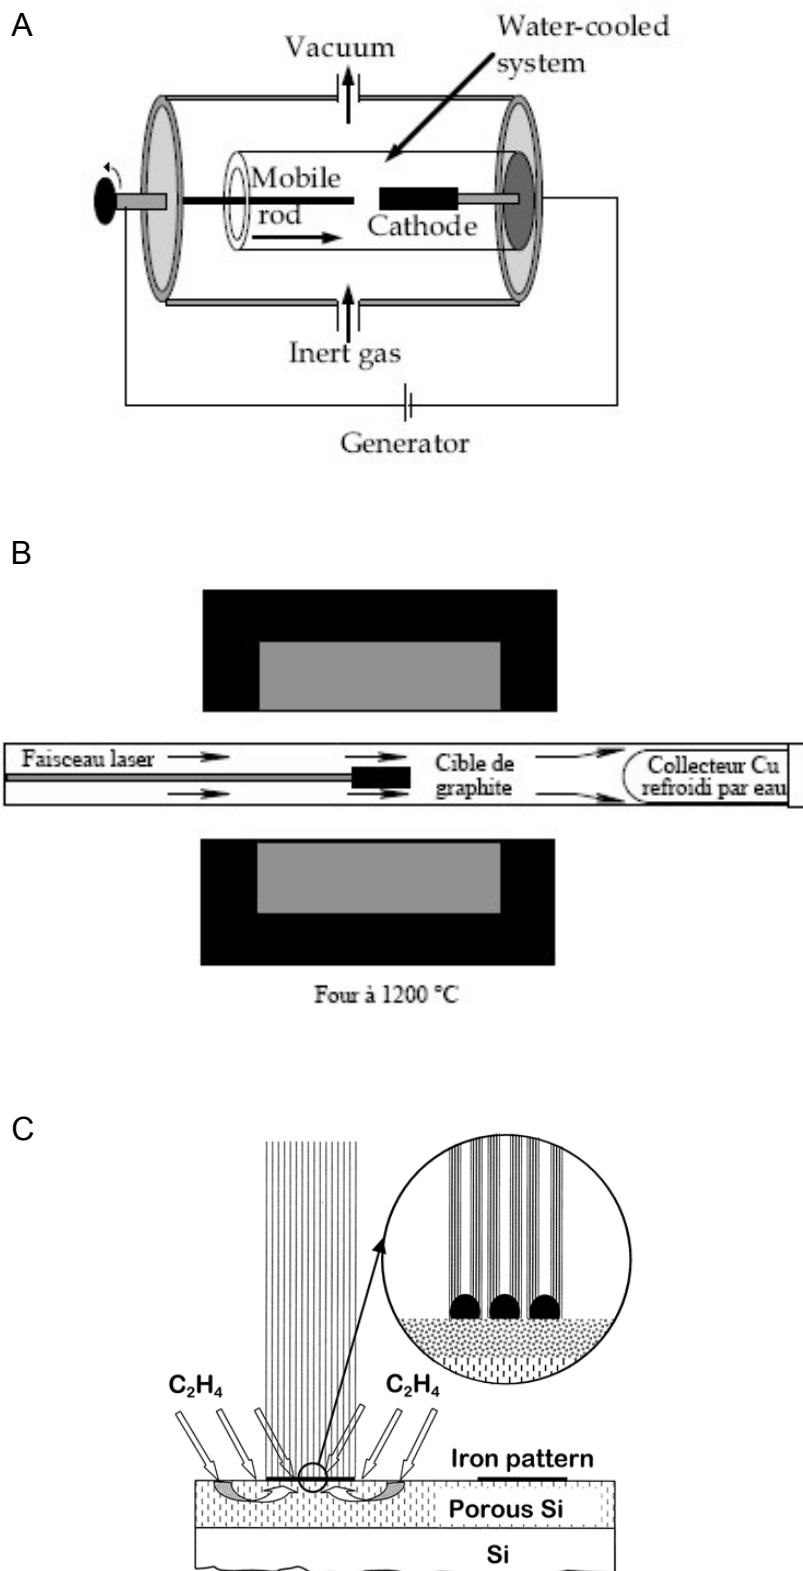 A
Water-cooled
system
Vacuum
Mobile
rod
Cathode
Inert gas
Generator
B
Faisceau laser
Cible de
graphite
Collecteur Cu
refroidi par eau
Four à 1200 °C
C
C₂H₄
C₂H₄
Iron pattern
Porous Si
Si